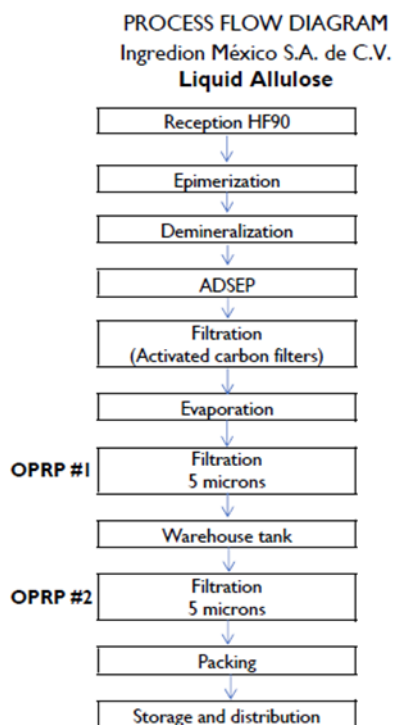 PROCESS FLOW DIAGRAM
Ingredion México S.A. de C.V.
Liquid Allulose
Reception HF90
Epimerization
Demineralization
ADSEP
Filtration
(Activated carbon filters)
Evaporation
OPRP #1
Filtration
5 microns
Warehouse tank
OPRP #2
Filtration
5 microns
Packing
Storage and distribution